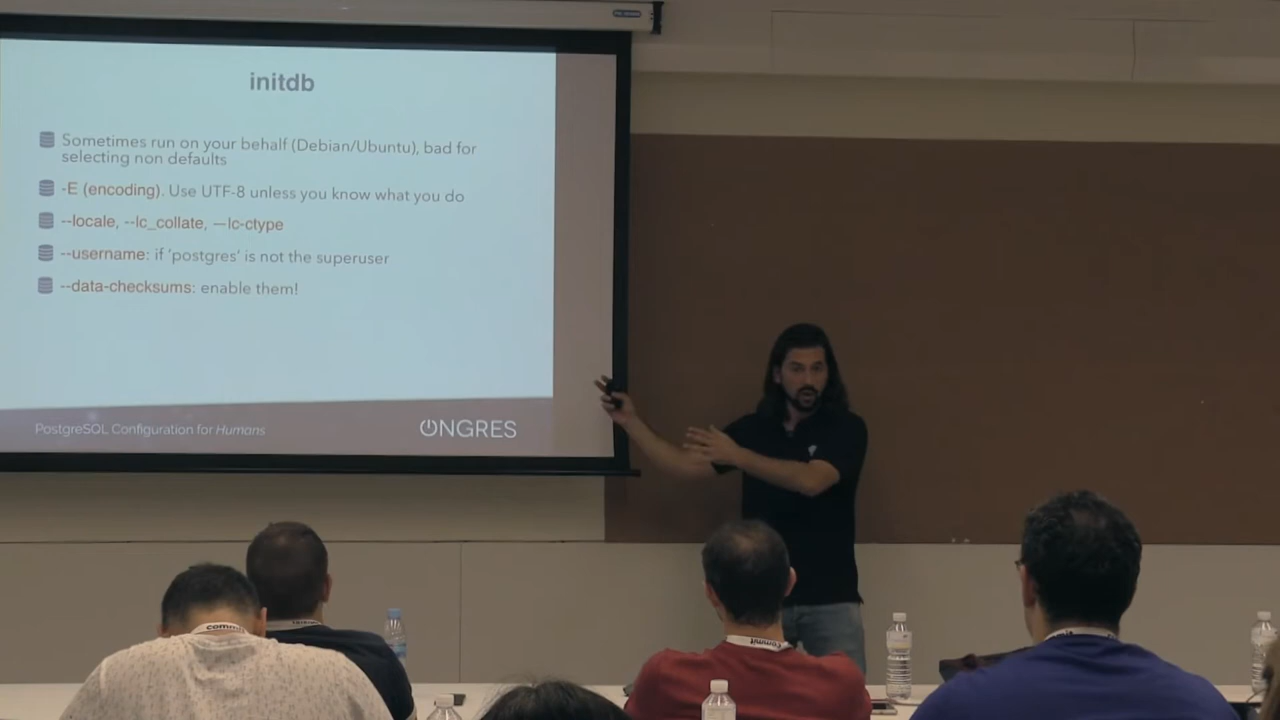 initdb
Sometimes run on your behalf (Debian/Ubuntu), bad for
selecting non defaults
-E (encoding). Use UTF-8 unless you know what you do
--locale, --lc_collate, —lc-ctype
--username: if ‘postgres’ is not the superuser
--data-checksums: enable them!
PostgreSQL Configuration for Humans
ONGRES
commit
commit